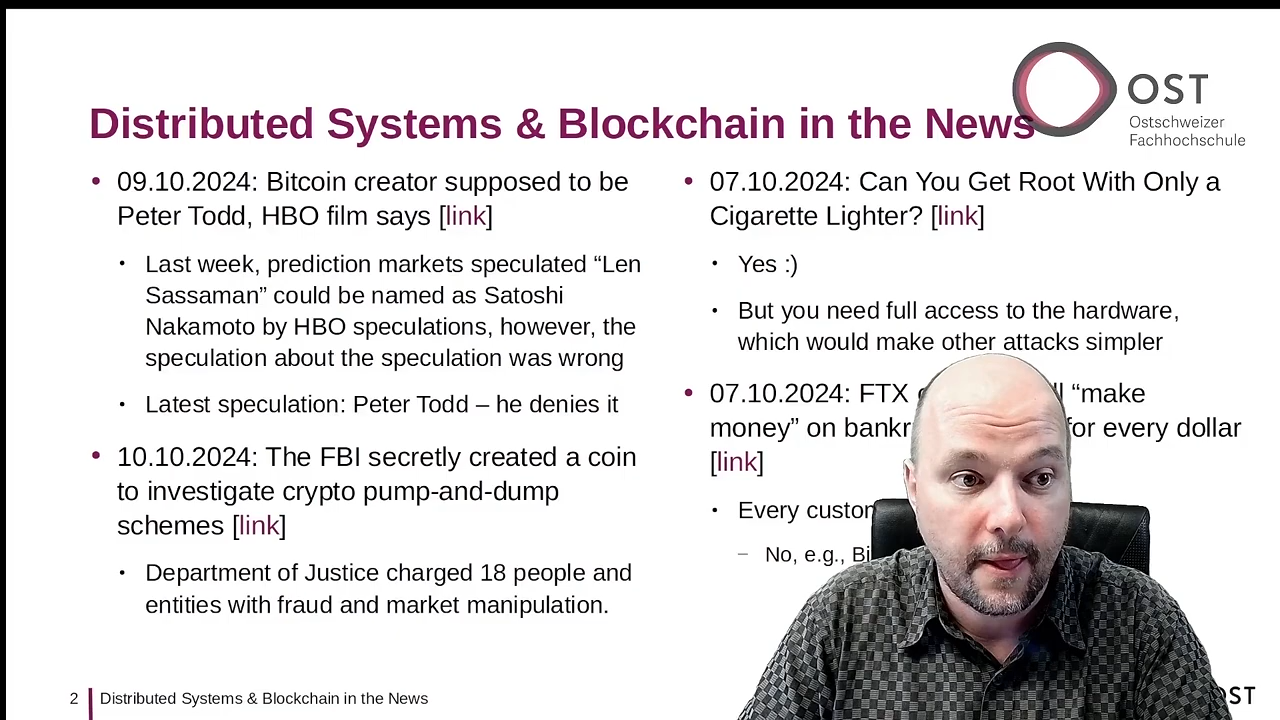 Distributed Systems & Blockchain in the News
OST
Ostschweizer
Fachhochschule
• 09.10.2024: Bitcoin creator supposed to be
Peter Todd, HBO film says [link]
• Last week, prediction markets speculated “Len
Sassaman” could be named as Satoshi
Nakamoto by HBO speculations, however, the
speculation about the speculation was wrong
• Latest speculation: Peter Todd – he denies it
• 10.10.2024: The FBI secretly created a coin
to investigate crypto pump-and-dump
schemes [link]
• Department of Justice charged 18 people and
entities with fraud and market manipulation.
• 07.10.2024: Can You Get Root With Only a
Cigarette Lighter? [link]
• Yes :)
• But you need full access to the hardware,
which would make other attacks simpler
• 07.10.2024: FTX “make
money” on for every dollar
[link]
• Every
– No, e.g.,
2 Distributed Systems & Blockchain in the News
OST